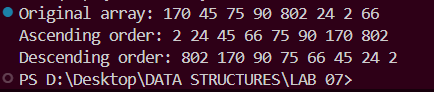 Original array: 170 45 75 90 802 24 2 66
Ascending order: 2 24 45 66 75 90 170 802
Descending order: 802 170 90 75 66 45 24 2
PS D:\Desktop\DATA STRUCTURES\LAB 07>